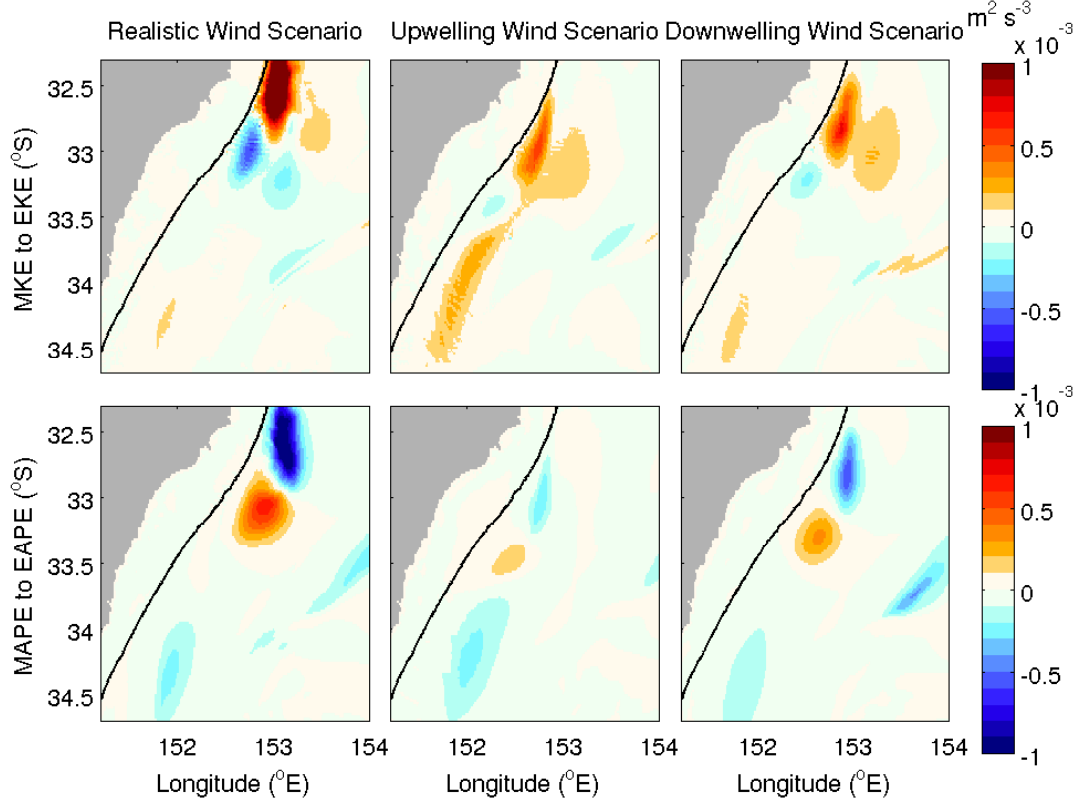 Realistic Wind Scenario Upwelling Wind Scenario Downwelling Wind Scenario
m² s⁻³
x 10⁻³
MKE to EKE (°S)
32.5
33
33.5
34
34.5
1
0.5
0
-0.5
-1
x 10⁻³
MAPE to EAPE (°S)
32.5
33
33.5
34
34.5
1
0.5
0
-0.5
-1
152 153 154 152 153 154 152 153 154
Longitude (°E) Longitude (°E) Longitude (°E)